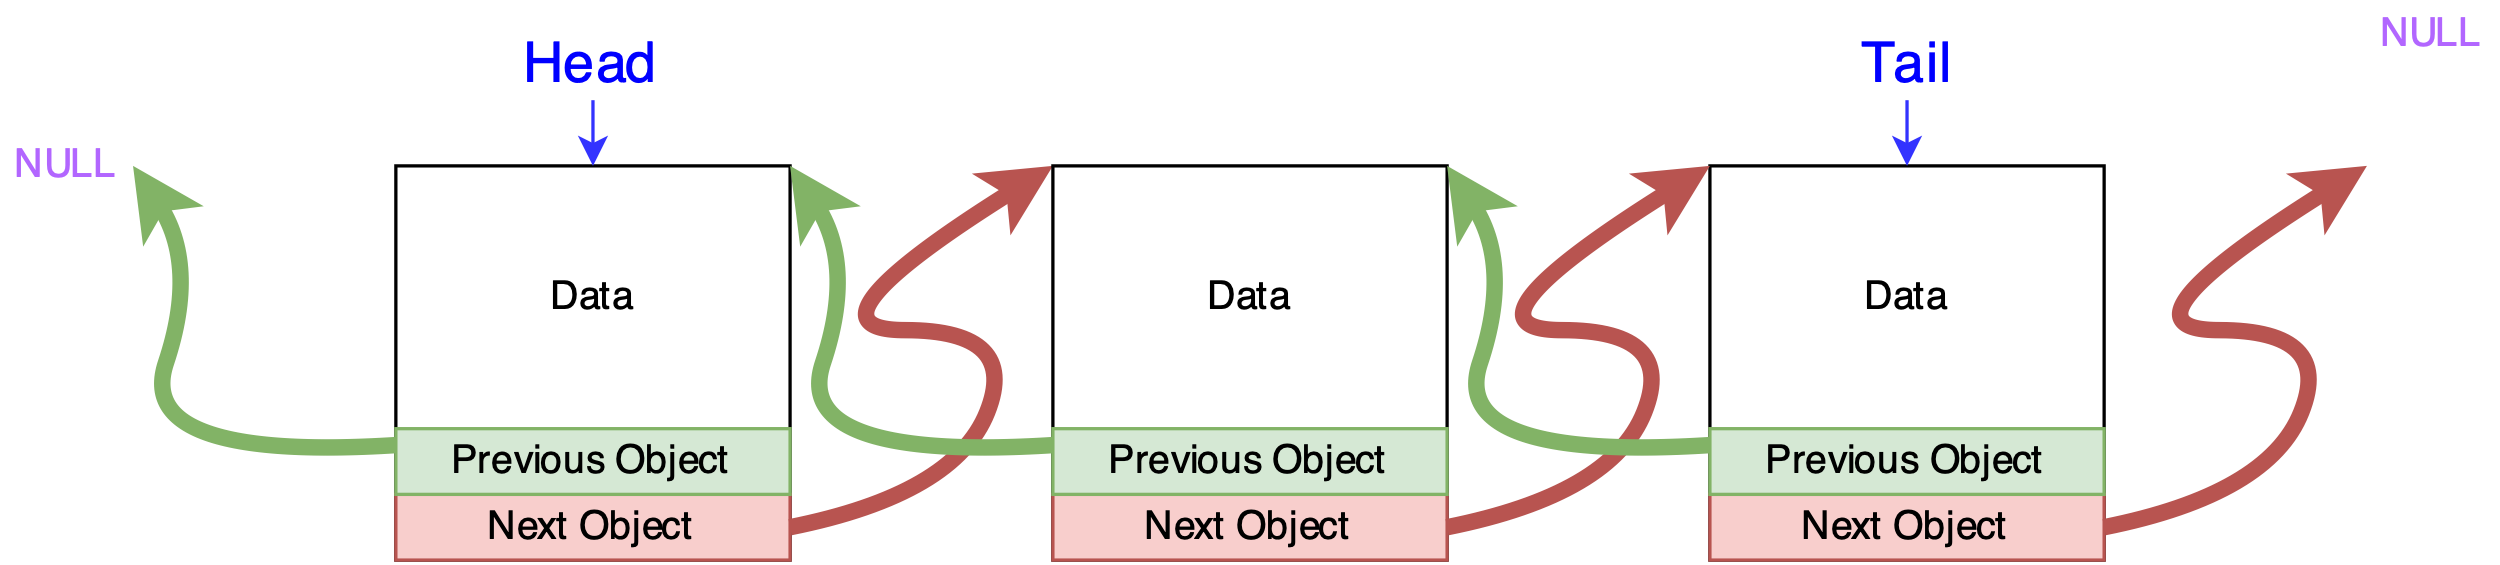 NULL
Head
Tail
NULL
Data
Data
Data
Previous Object
Previous Object
Previous Object
Next Object
Next Object
Next Object